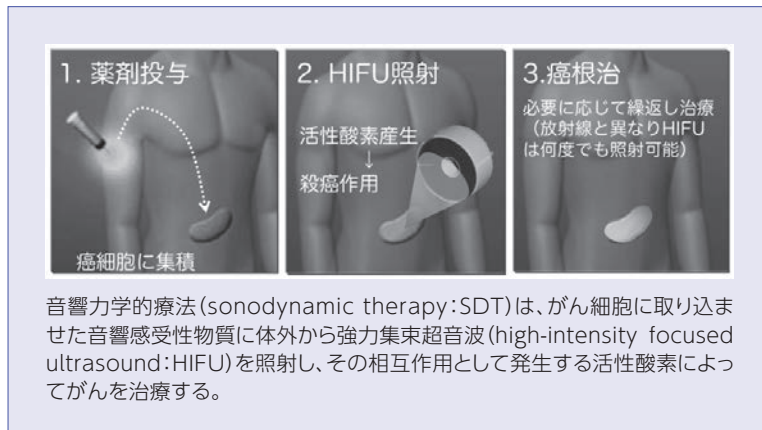 1. 薬剤投与
癌細胞に集積
2. HIFU照射
活性酸素産生
↓
殺癌作用
3.癌根治
必要に応じて繰返し治療
(放射線と異なりHIFU
は何度でも照射可能)
音響力学的療法(sonodynamic therapy:SDT)は、がん細胞に取り込ま
せた音響感受性物質に体外から強力集束超音波(high-intensity focused
ultrasound:HIFU)を照射し、その相互作用として発生する活性酸素によっ
てがんを治療する。